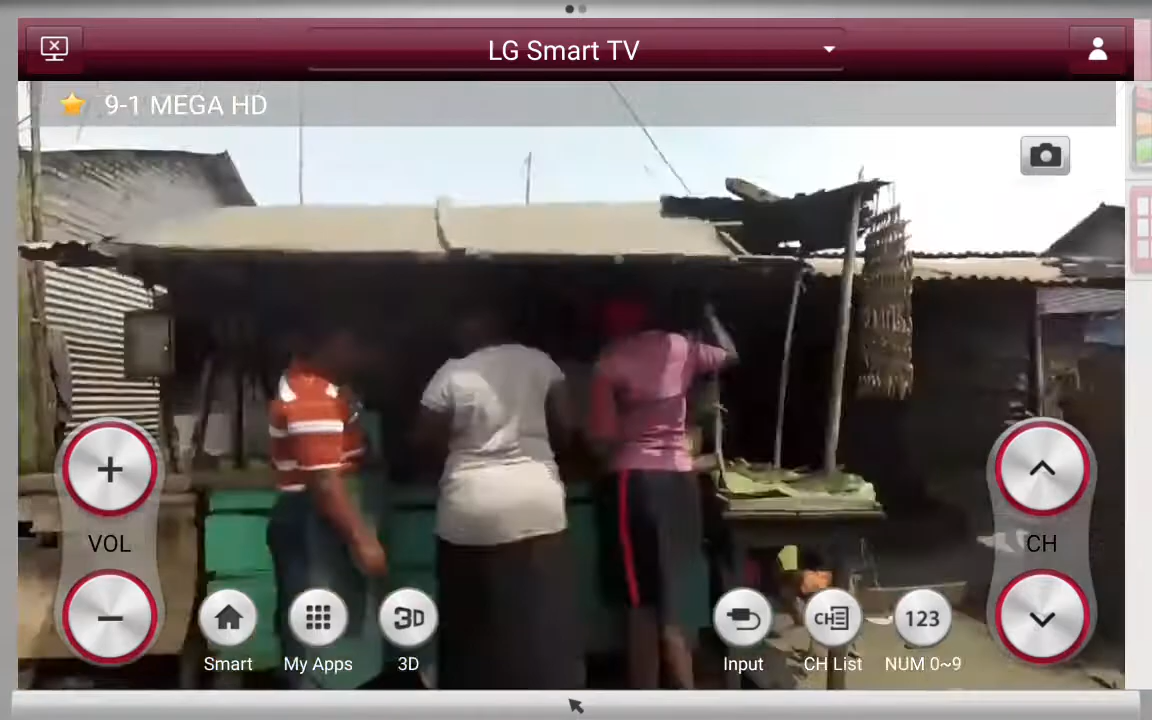 LG Smart TV
9-1 MEGA HD
VOL
CH
3D
CH
123
Smart
My Apps
3D
Input
CH List
NUM 0~9